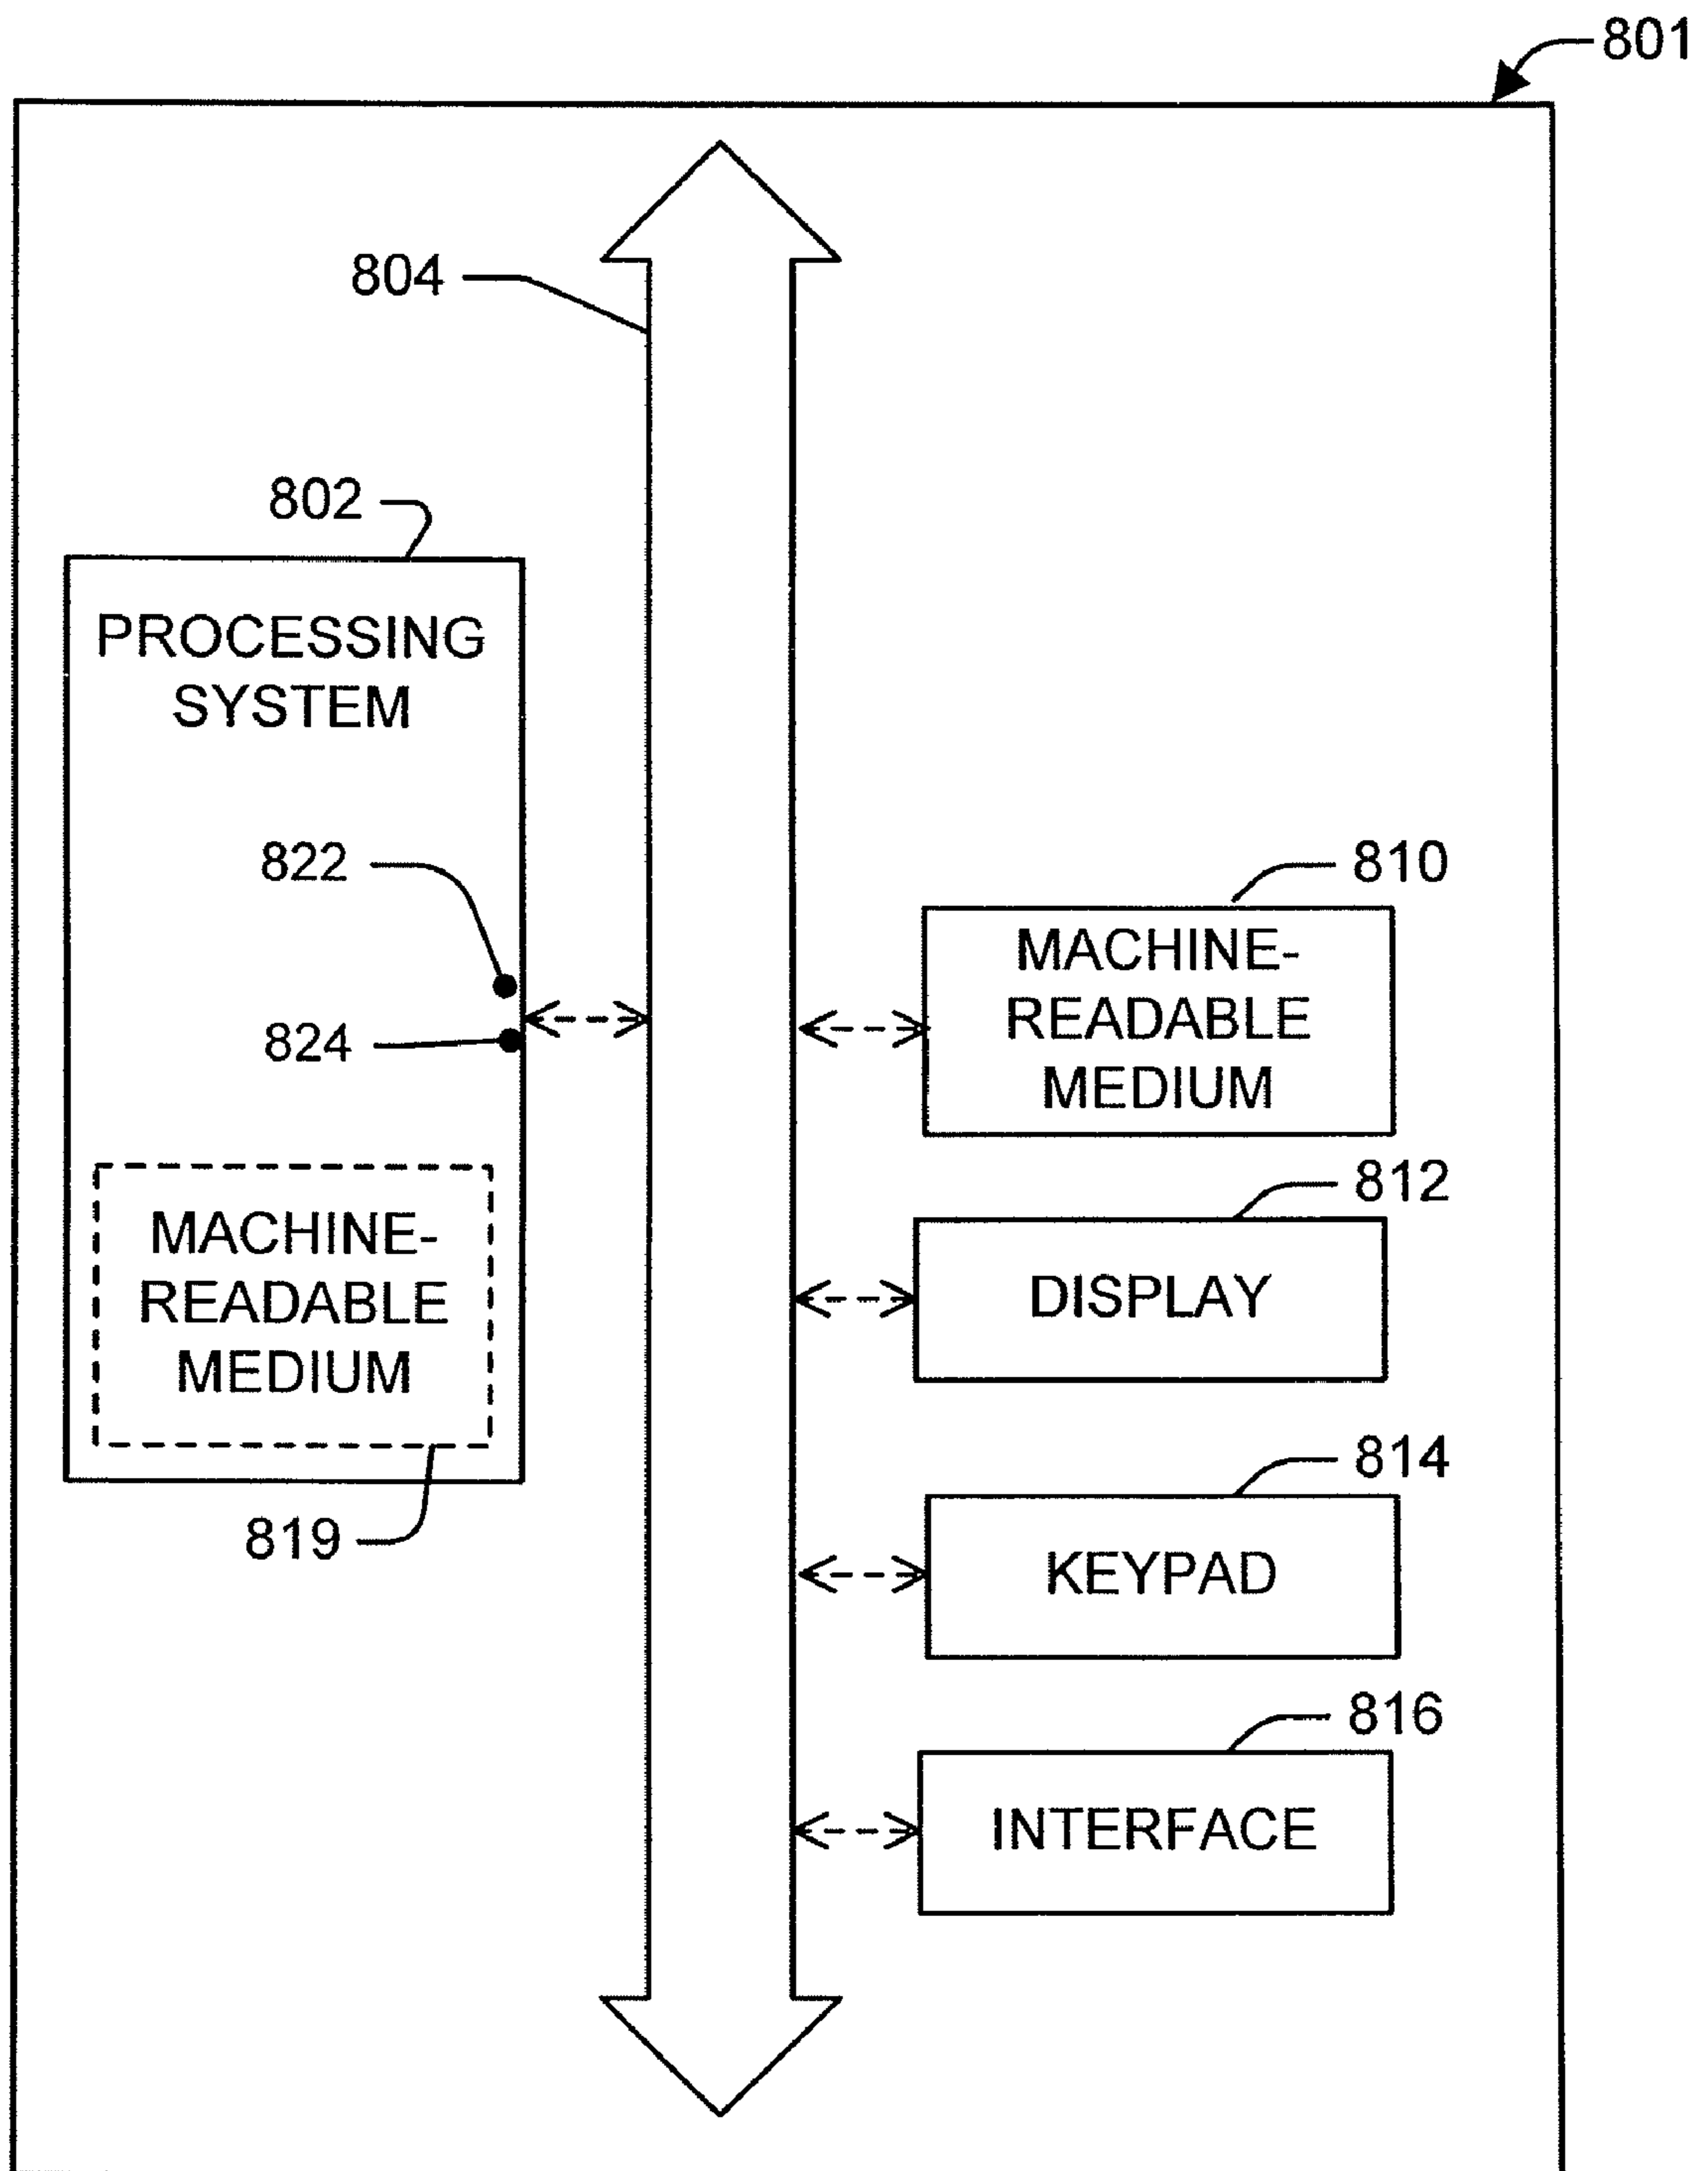 801
804
802
PROCESSING
SYSTEM
822
824
MACHINE-
READABLE
MEDIUM
819
810
MACHINE-
READABLE
MEDIUM
812
DISPLAY
814
KEYPAD
816
INTERFACE